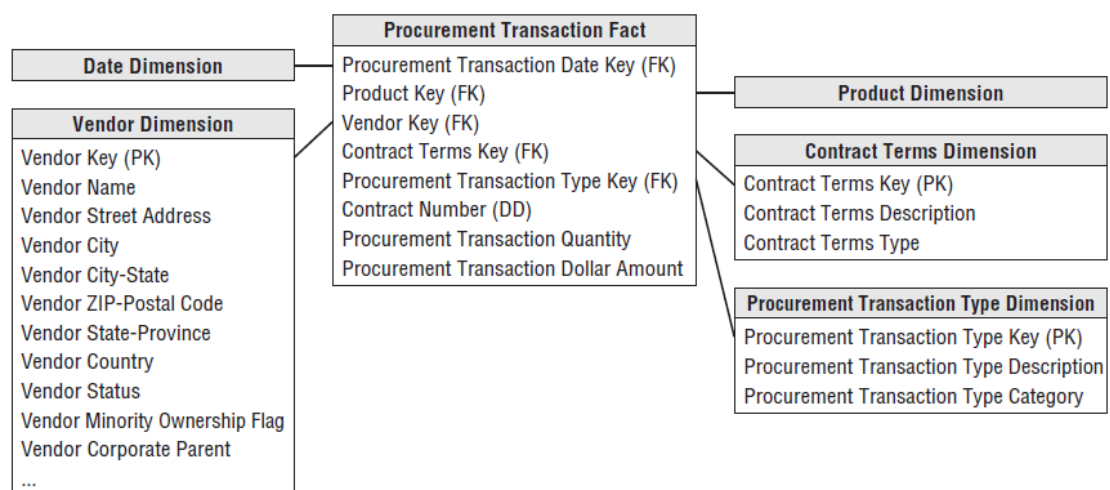 Date Dimension
Vendor Dimension
Vendor Key (PK)
Vendor Name
Vendor Street Address
Vendor City
Vendor City-State
Vendor ZIP-Postal Code
Vendor State-Province
Vendor Country
Vendor Status
Vendor Minority Ownership Flag
Vendor Corporate Parent
...
Procurement Transaction Fact
Procurement Transaction Date Key (FK)
Product Key (FK)
Vendor Key (FK)
Contract Terms Key (FK)
Procurement Transaction Type Key (FK)
Contract Number (DD)
Procurement Transaction Quantity
Procurement Transaction Dollar Amount
Product Dimension
Contract Terms Dimension
Contract Terms Key (PK)
Contract Terms Description
Contract Terms Type
Procurement Transaction Type Dimension
Procurement Transaction Type Key (PK)
Procurement Transaction Type Description
Procurement Transaction Type Category